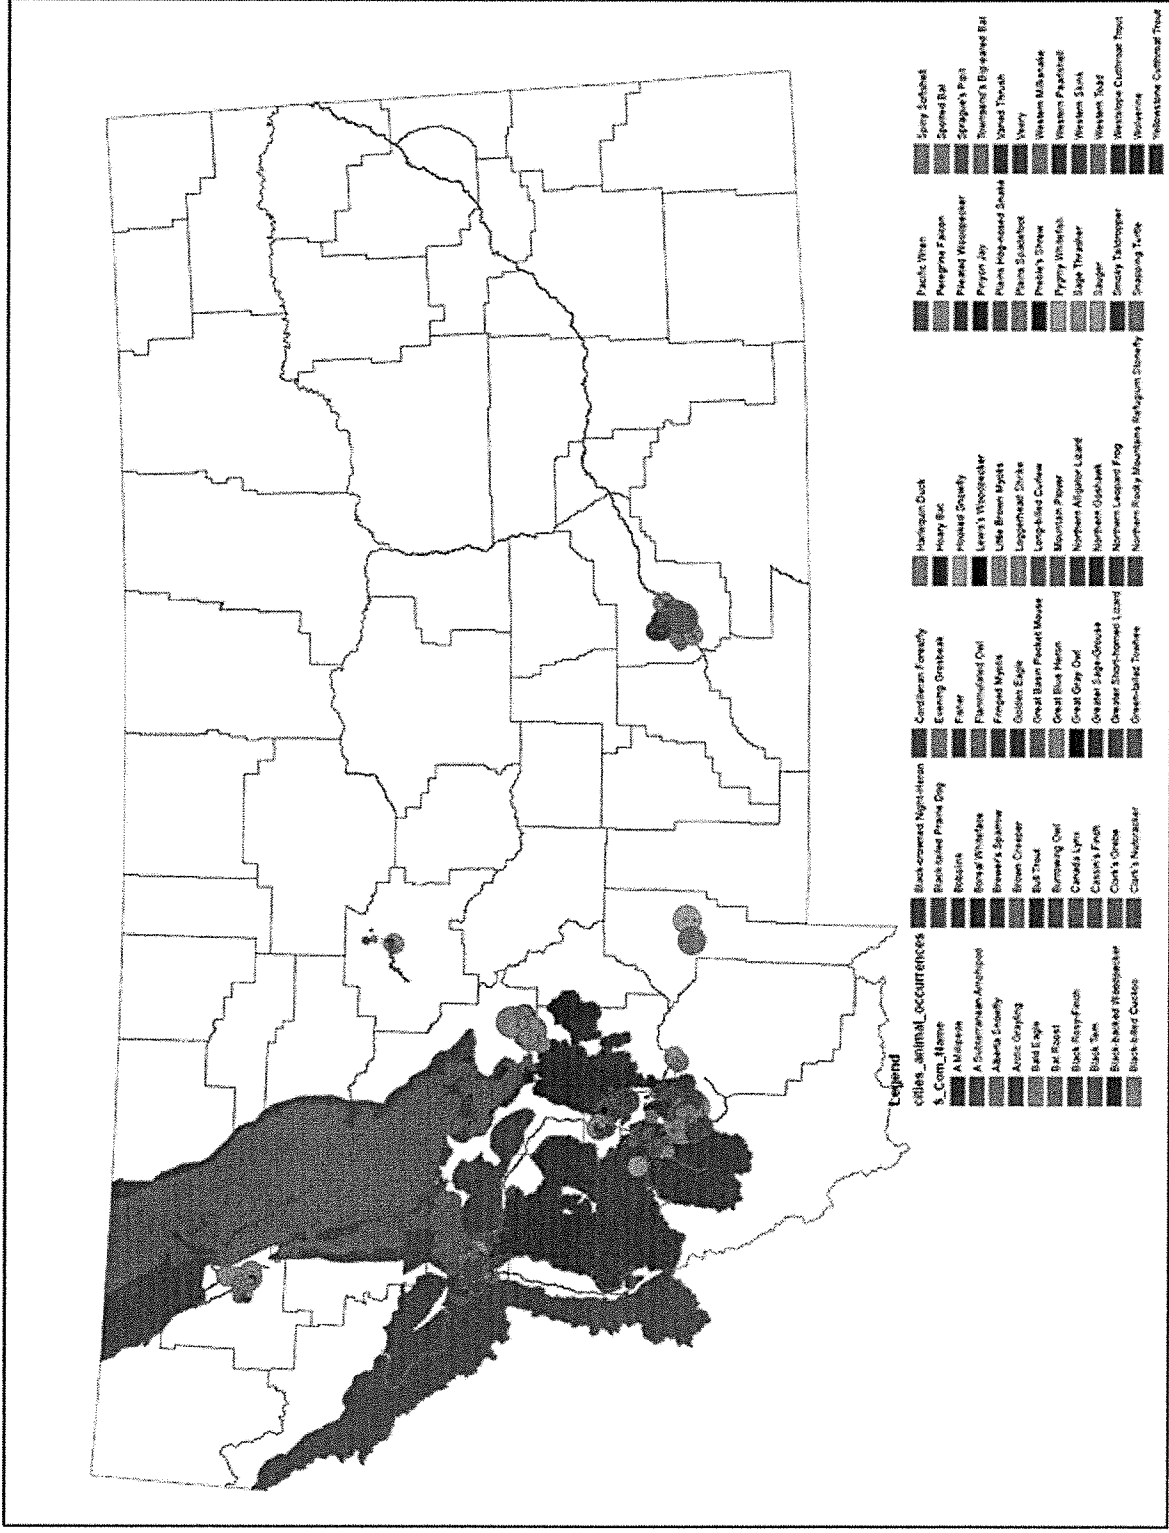 Legend
cities_animal_occurrences
S_Com_Name
A Millipede
A Subterranean Amphipod
Alberta Snowfly
Arctic Grayling
Bald Eagle
Bat Roost
Black Rosy-Finch
Black Tern
Black-backed Woodpecker
Black-billed Cuckoo
Black-crowned Night-Heron
Black-tailed Prairie Dog
Bobolink
Boreal Whiteface
Brewer's Sparrow
Brown Creeper
Bull Trout
Burrowing Owl
Canada Lynx
Cassin's Finch
Clark's Grebe
Clark's Nutcracker
Cordilleran Forestfly
Evening Grosbeak
Fisher
Flammulated Owl
Fringed Myotis
Golden Eagle
Great Basin Pocket Mouse
Great Blue Heron
Great Gray Owl
Greater Sage-Grouse
Greater Short-horned Lizard
Green-tailed Towhee
Harlequin Duck
Hoary Bat
Hooked Snowfly
Lewis's Woodpecker
Little Brown Myotis
Loggerhead Shrike
Long-billed Curlew
Mountain Plover
Northern Alligator Lizard
Northern Goshawk
Northern Leopard Frog
Northern Rocky Mountains Refugium Stonefly
Pacific Wren
Peregrine Falcon
Pileated Woodpecker
Pinyon Jay
Plains Hog-nosed Snake
Plains Spadefoot
Preble's Shrew
Pygmy Whitefish
Sage Thrasher
Sauger
Smoky Taildropper
Snapping Turtle
Spiny Softshell
Spotted Bat
Sprague's Pipit
Townsend's Big-eared Bat
Varied Thrush
Veery
Western Milksnake
Western Pearlshell
Western Skink
Western Toad
Westslope Cutthroat Trout
Wolverine
Yellowstone Cutthroat Trout